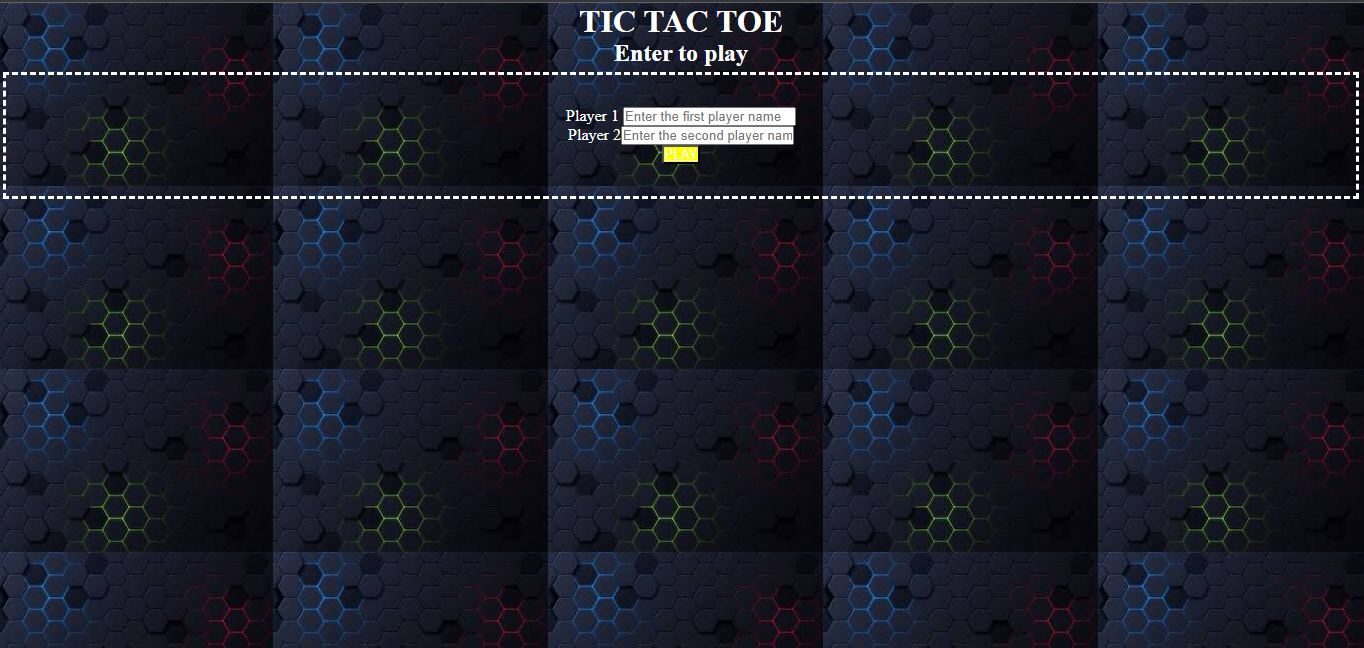 TIC TAC TOE
Enter to play
Player 1 Enter the first player name
Player 2 Enter the second player nam
PLAY